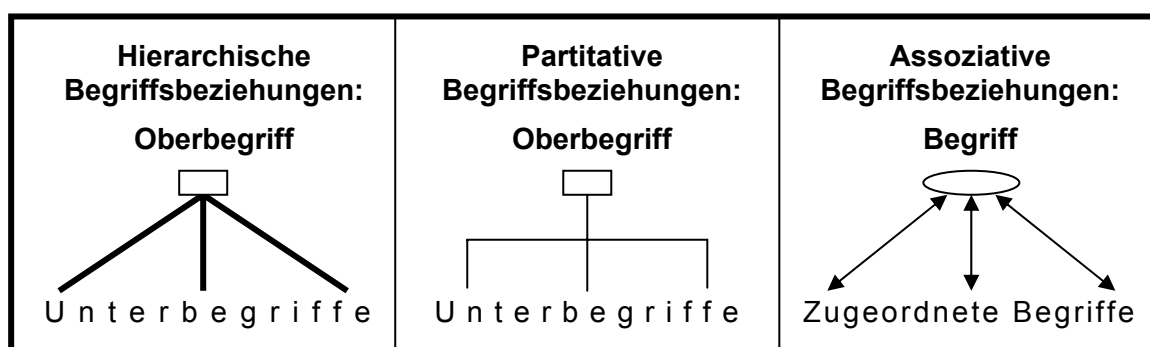 Hierarchische
Begriffsbeziehungen:
Oberbegriff
Unterbegriffe
Partitative
Begriffsbeziehungen:
Oberbegriff
Unterbegriffe
Assoziative
Begriffsbeziehungen:
Begriff
Zugeordnete Begriffe